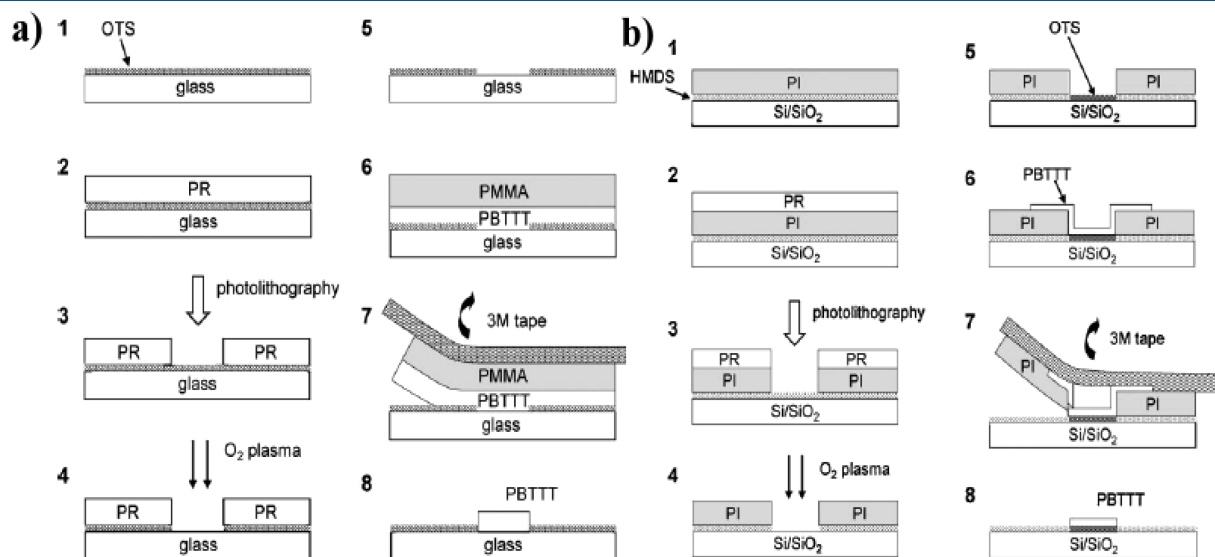 a)
1
OTS
glass
2
PR
glass
photolithography
3
PR PR
glass
O₂ plasma
4
PR PR
glass
5
glass
6
PMMA
PBTTT
glass
7
3M tape
PMMA
PBTTT
glass
8
PBTTT
glass
b)
1
HMDS
PI
Si/SiO₂
2
PR
PI
Si/SiO₂
photolithography
3
PR PR
PI PI
Si/SiO₂
O₂ plasma
4
PI PI
Si/SiO₂
5
OTS
PI PI
Si/SiO₂
6
PBTTT
PI PI
Si/SiO₂
7
3M tape
PI PI
Si/SiO₂
8
PBTTT
Si/SiO₂